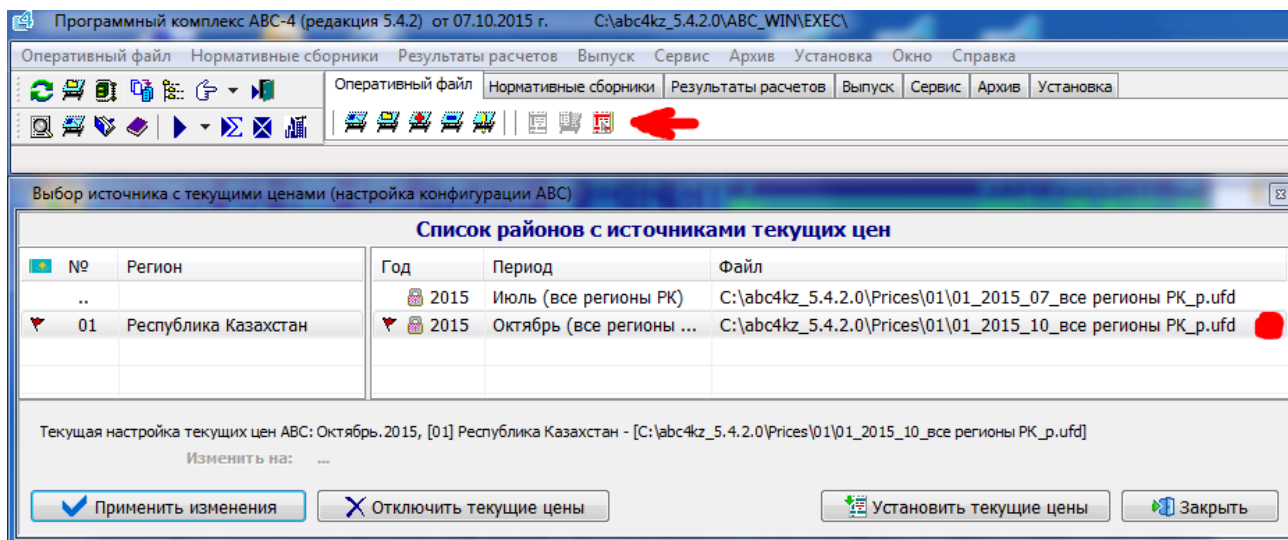 Программный комплекс АВС-4 (редакция 5.4.2) от 07.10.2015 г. C:\abc4kz_5.4.2.0\ABC_WIN\EXEC\
Оперативный файл Нормативные сборники Результаты расчетов Выпуск Сервис Архив Установка Окно Справка
Оперативный файл Нормативные сборники Результаты расчетов Выпуск Сервис Архив Установка
Выбор источника с текущими ценами (настройка конфигурации АВС)
Список районов с источниками текущих цен
№ Регион Год Период Файл
.. 2015 Июль (все регионы РК) C:\abc4kz_5.4.2.0\Prices\01\01_2015_07_все регионы РК_p.ufd
01 Республика Казахстан 2015 Октябрь (все регионы ... C:\abc4kz_5.4.2.0\Prices\01\01_2015_10_все регионы РК_p.ufd
Текущая настройка текущих цен АВС: Октябрь.2015, [01] Республика Казахстан - [C:\abc4kz_5.4.2.0\Prices\01\01_2015_10_все регионы РК_p.ufd]
Изменить на: ...
Применить изменения Отключить текущие цены Установить текущие цены Закрыть